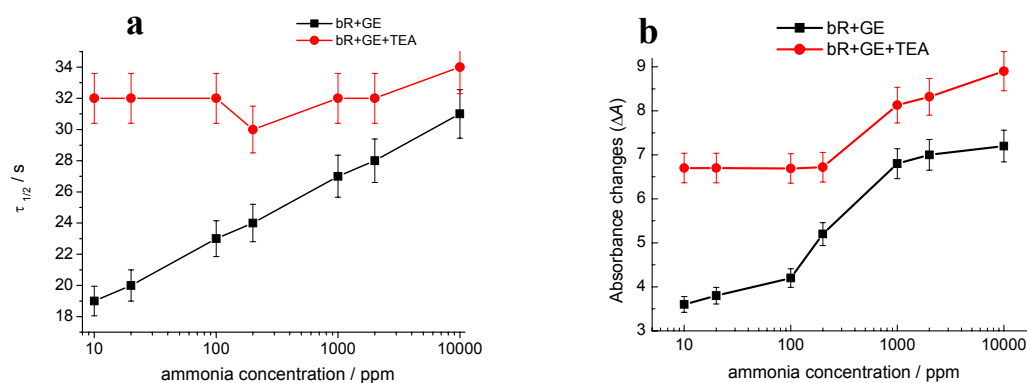 a
bR+GE
bR+GE+TEA
34
32
30
28
26
24
22
20
18
τ 1/2 / s
10 100 1000 10000
ammonia concentration / ppm
b
bR+GE
bR+GE+TEA
9
8
7
6
5
4
3
Absorbance changes (ΔA)
10 100 1000 10000
ammonia concentration / ppm